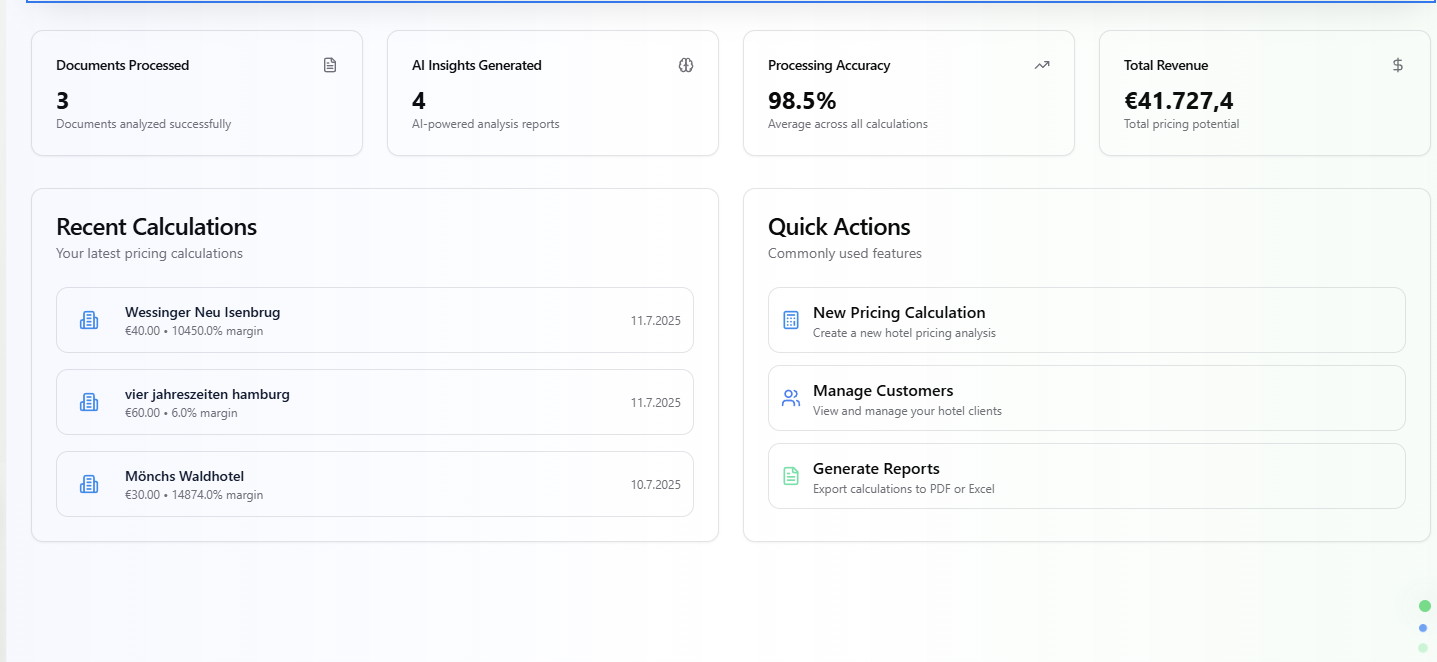 Documents Processed
3
Documents analyzed successfully
AI Insights Generated
4
AI-powered analysis reports
Processing Accuracy
98.5%
Average across all calculations
Total Revenue
€41.727,4
Total pricing potential
Recent Calculations
Your latest pricing calculations
Wessinger Neu Isenbrug
€40.00 • 10450.0% margin
11.7.2025
vier jahreszeiten hamburg
€60.00 • 6.0% margin
11.7.2025
Mönchs Waldhotel
€30.00 • 14874.0% margin
10.7.2025
Quick Actions
Commonly used features
New Pricing Calculation
Create a new hotel pricing analysis
Manage Customers
View and manage your hotel clients
Generate Reports
Export calculations to PDF or Excel